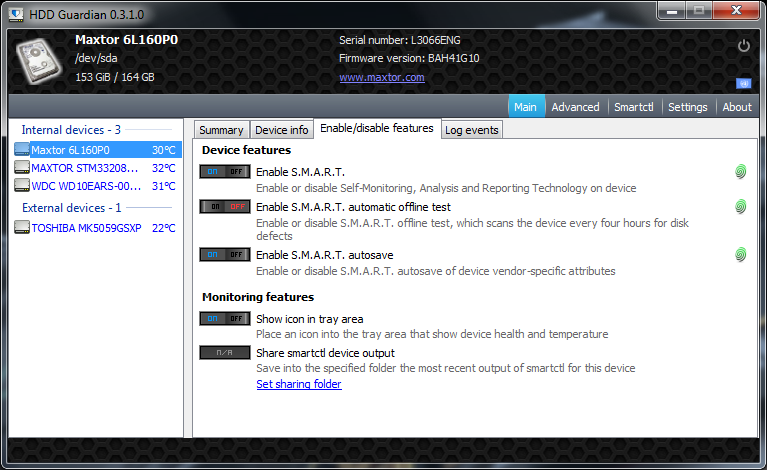 HDD Guardian 0.3.1.0
Maxtor 6L160P0
/dev/sda
153 GiB / 164 GB
Serial number: L3066ENG
Firmware version: BAH41G10
www.maxtor.com
Main Advanced Smartctl Settings About
Internal devices - 3
Maxtor 6L160P0 30°C
MAXTOR STM33208... 32°C
WDC WD10EARS-00... 31°C
External devices - 1
TOSHIBA MK5059GSXP 22°C
Summary Device info Enable/disable features Log events
Device features
ON OFF Enable S.M.A.R.T.
Enable or disable Self-Monitoring, Analysis and Reporting Technology on device
ON OFF Enable S.M.A.R.T. automatic offline test
Enable or disable S.M.A.R.T. offline test, which scans the device every four hours for disk
defects
ON OFF Enable S.M.A.R.T. autosave
Enable or disable S.M.A.R.T. autosave of device vendor-specific attributes
Monitoring features
ON OFF Show icon in tray area
Place an icon into the tray area that show device health and temperature
N/A Share smartctl device output
Save into the specified folder the most recent output of smartctl for this device
Set sharing folder